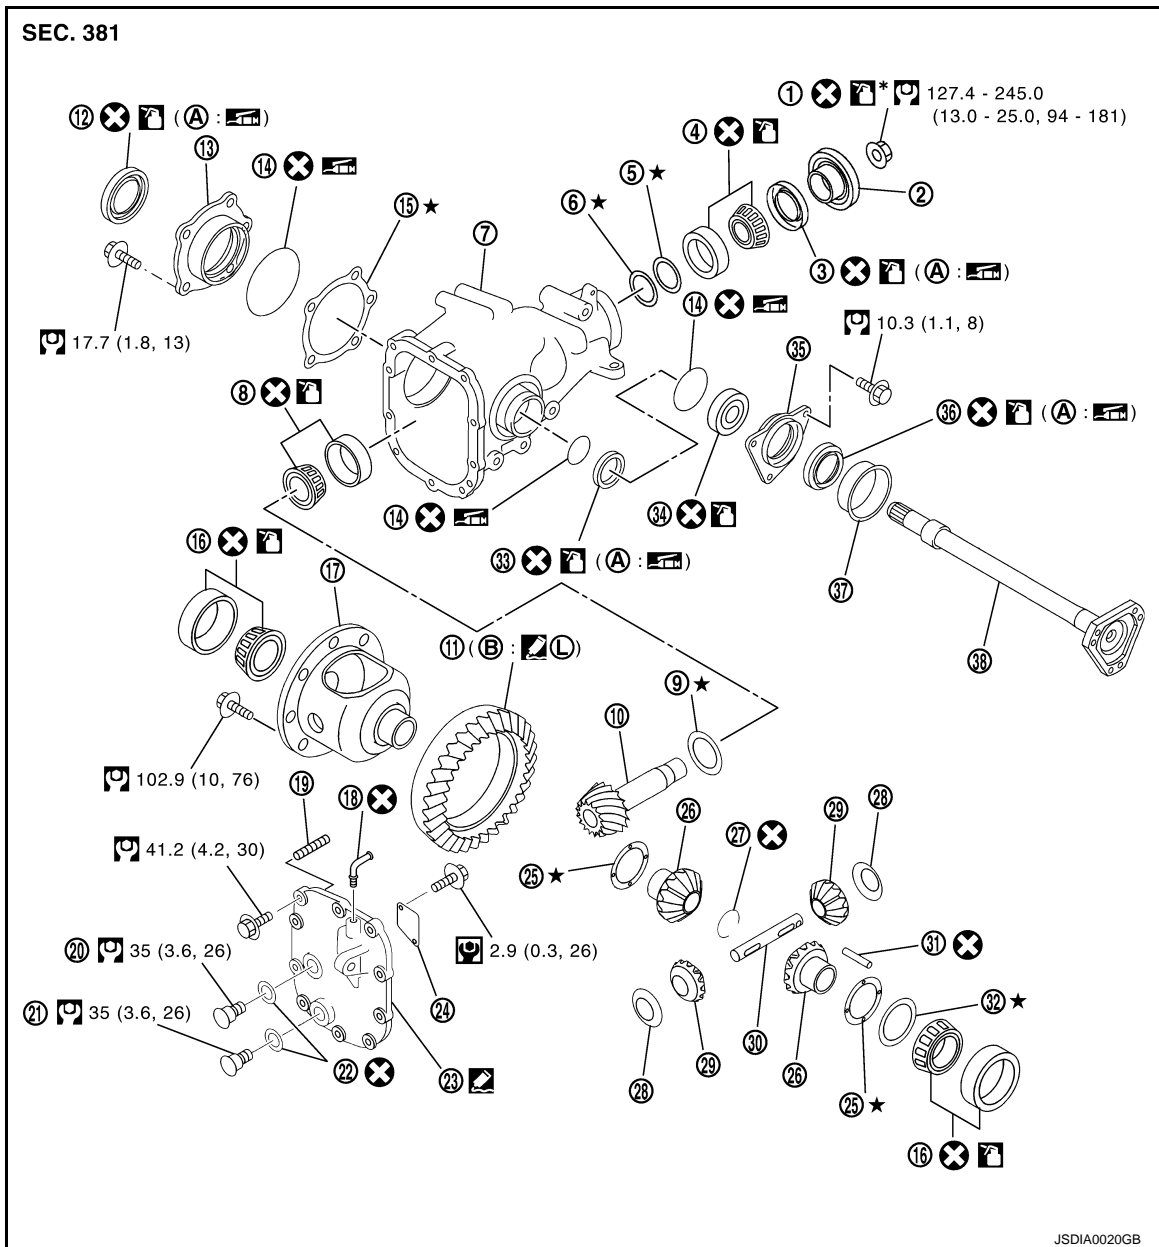 SEC. 381
① * 127.4 - 245.0
(13.0 - 25.0, 94 - 181)
⑫ (Ⓐ : )
④
⑬
⑭
⑤ ★
②
⑥ ★
⑮ ★
⑦
③ (Ⓐ : )
⑭
10.3 (1.1, 8)
17.7 (1.8, 13)
㉟
⑧
㊱ (Ⓐ : )
⑭
㉞
⑯
㉝ (Ⓐ : )
⑰
㊲
⑪ (Ⓑ : Ⓛ)
㊳
⑨ ★
⑩
102.9 (10, 76)
⑲
⑱
㉖
㉙
㉘
41.2 (4.2, 30)
㉗
㉕ ★
⑳ 35 (3.6, 26)
2.9 (0.3, 26)
㉛
㉔
㉑ 35 (3.6, 26)
㉜ ★
㉒
㉓
㉘
㉙
㉚
㉖
㉕ ★
⑯
JSDIA0020GB